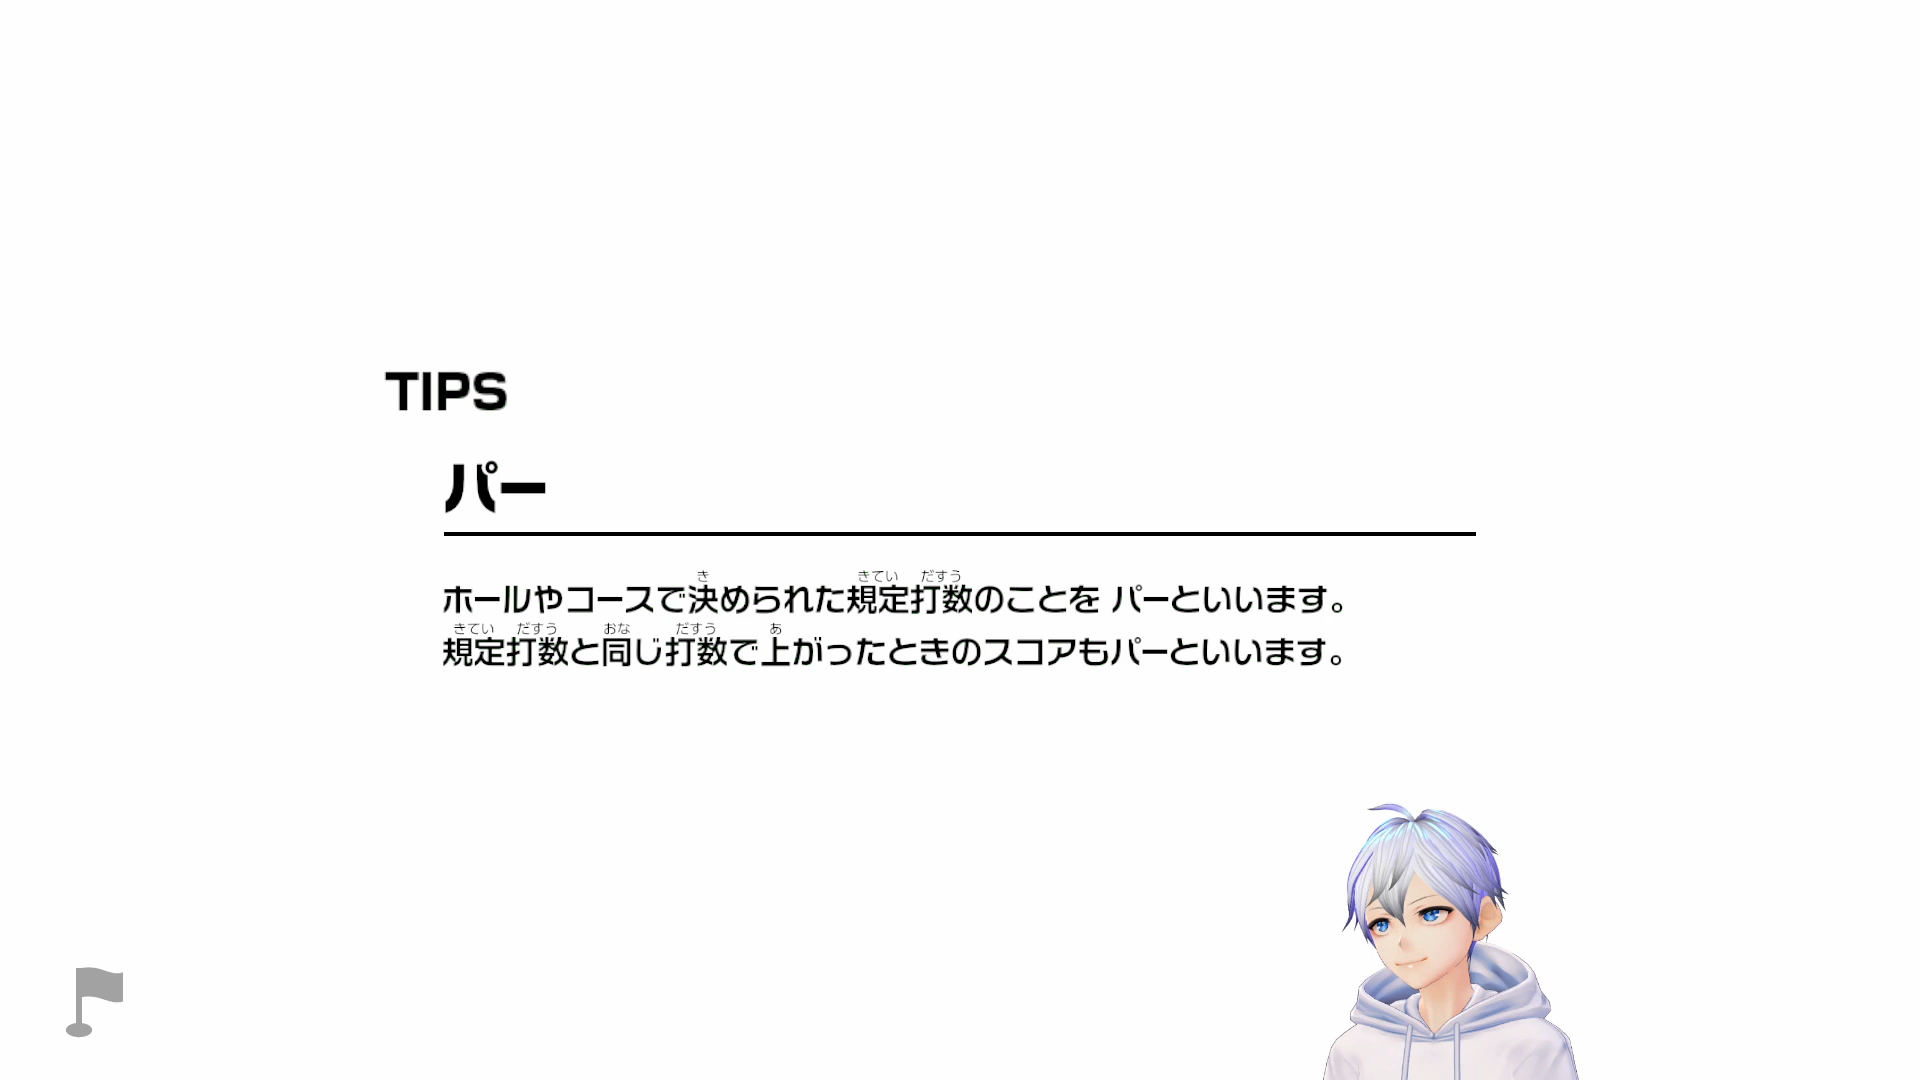 TIPS
パー
ホールやコースで決められた規定打数のことを パーといいます。
規定打数と同じ打数で上がったときのスコアもパーといいます。